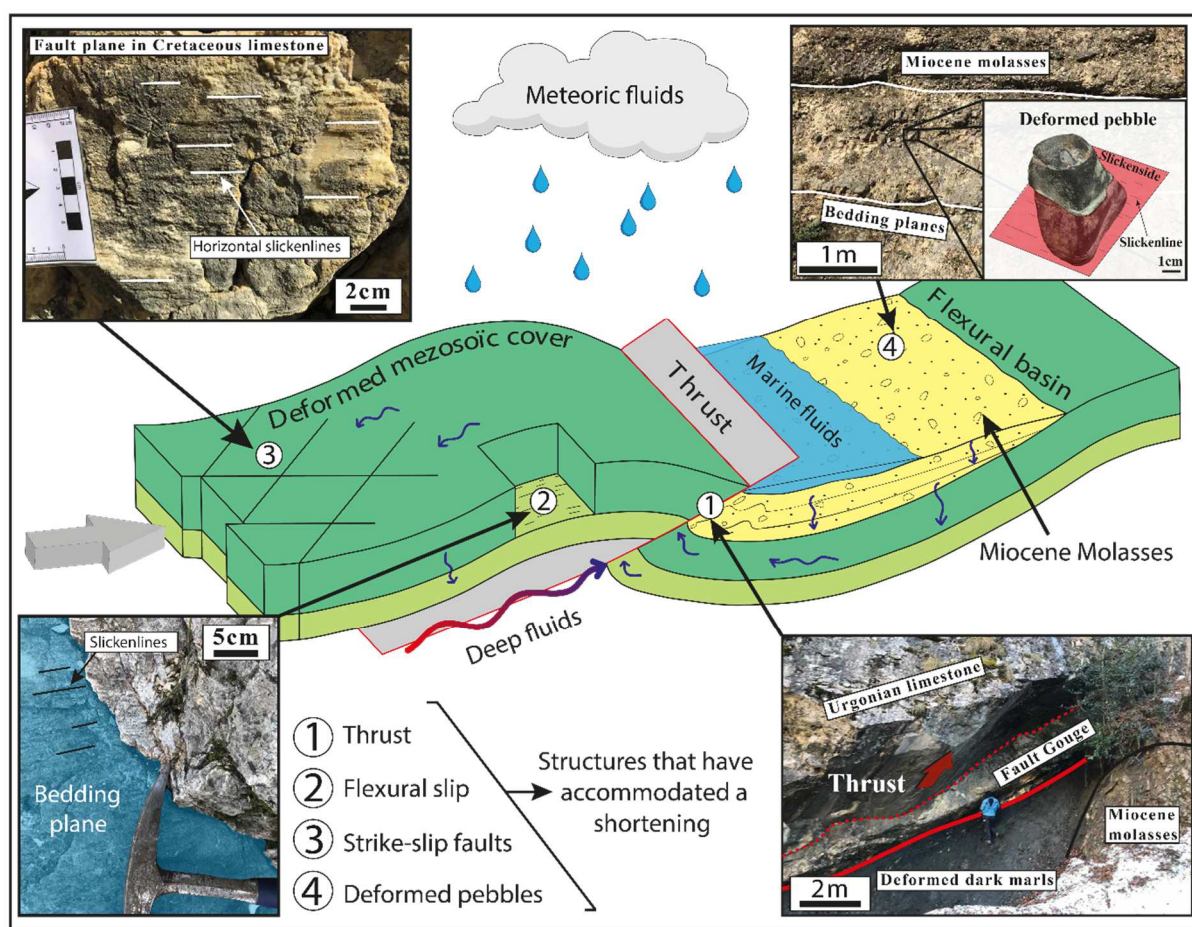 Fault plane in Cretaceous limestone
Horizontal slickenlines
2cm
Meteoric fluids
Miocene molasses
Deformed pebble
Slickenside
Slickenline
1cm
Bedding planes
1m
Deformed mezosoïc cover
Thrust
Marine fluids
Flexural basin
4
3
2
1
Miocene Molasses
Deep fluids
Slickenlines
5cm
Bedding
plane
1 Thrust
2 Flexural slip
3 Strike-slip faults
4 Deformed pebbles
Structures that have
accommodated a
shortening
Urgonian limestone
Thrust
Fault Gouge
Miocene
molasses
2m
Deformed dark marls